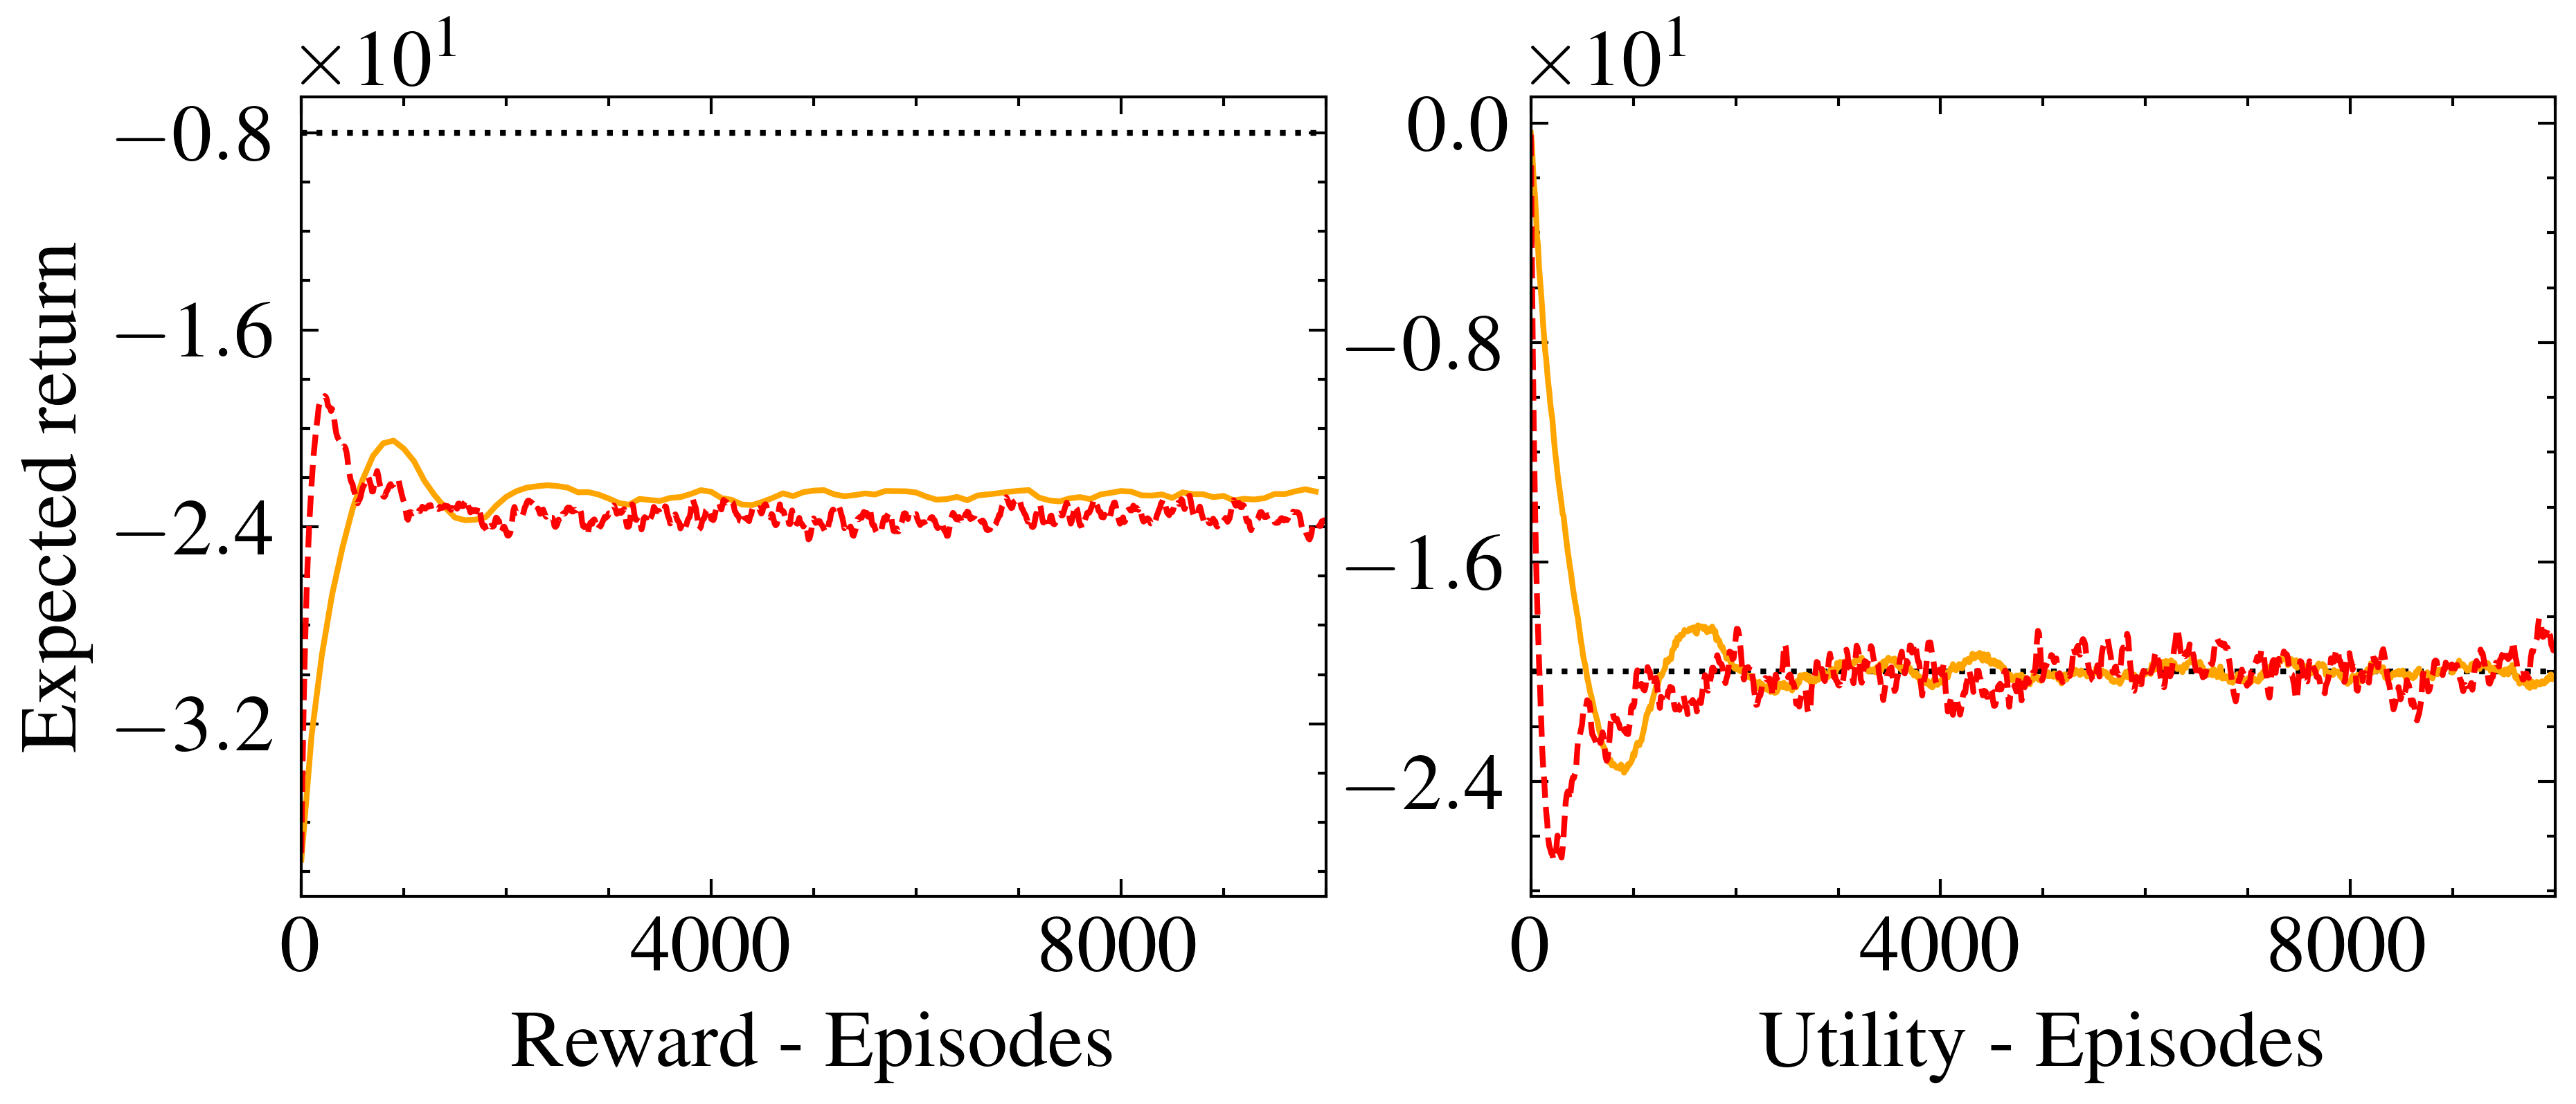 ×10¹
−0.8
−1.6
−2.4
−3.2
Expected return
0 4000 8000
Reward - Episodes
×10¹
0.0
−0.8
−1.6
−2.4
0 4000 8000
Utility - Episodes